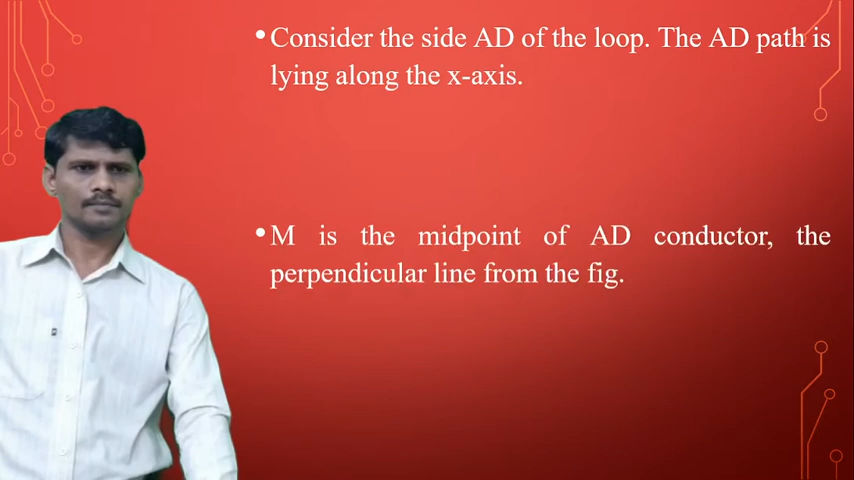 • Consider the side AD of the loop. The AD path is
lying along the x-axis.
• M is the midpoint of AD conductor, the
perpendicular line from the fig.